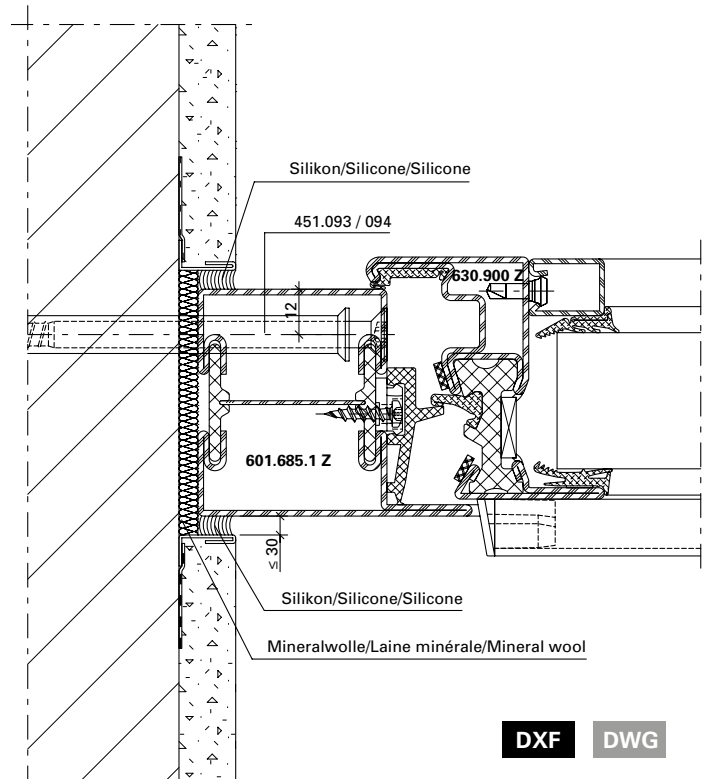 Silikon/Silicone/Silicone
451.093 / 094
630.900 Z
12
601.685.1 Z
≤ 30
Silikon/Silicone/Silicone
Mineralwolle/Laine minérale/Mineral wool
DXF DWG